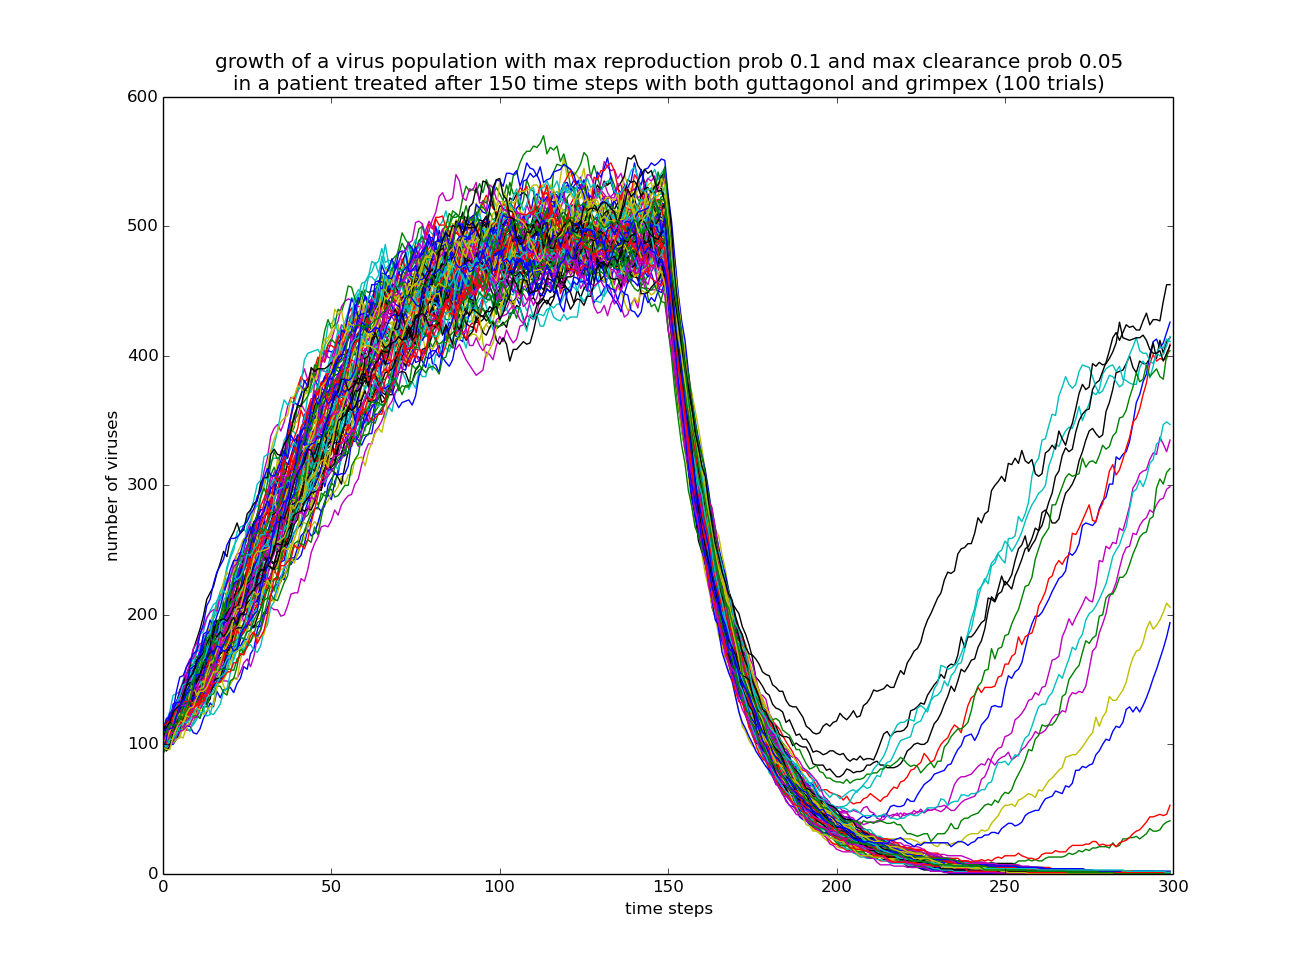 growth of a virus population with max reproduction prob 0.1 and max clearance prob 0.05
in a patient treated after 150 time steps with both guttagonol and grimpex (100 trials)
600
500
400
300
200
100
0
number of viruses
0 50 100 150 200 250 300
time steps